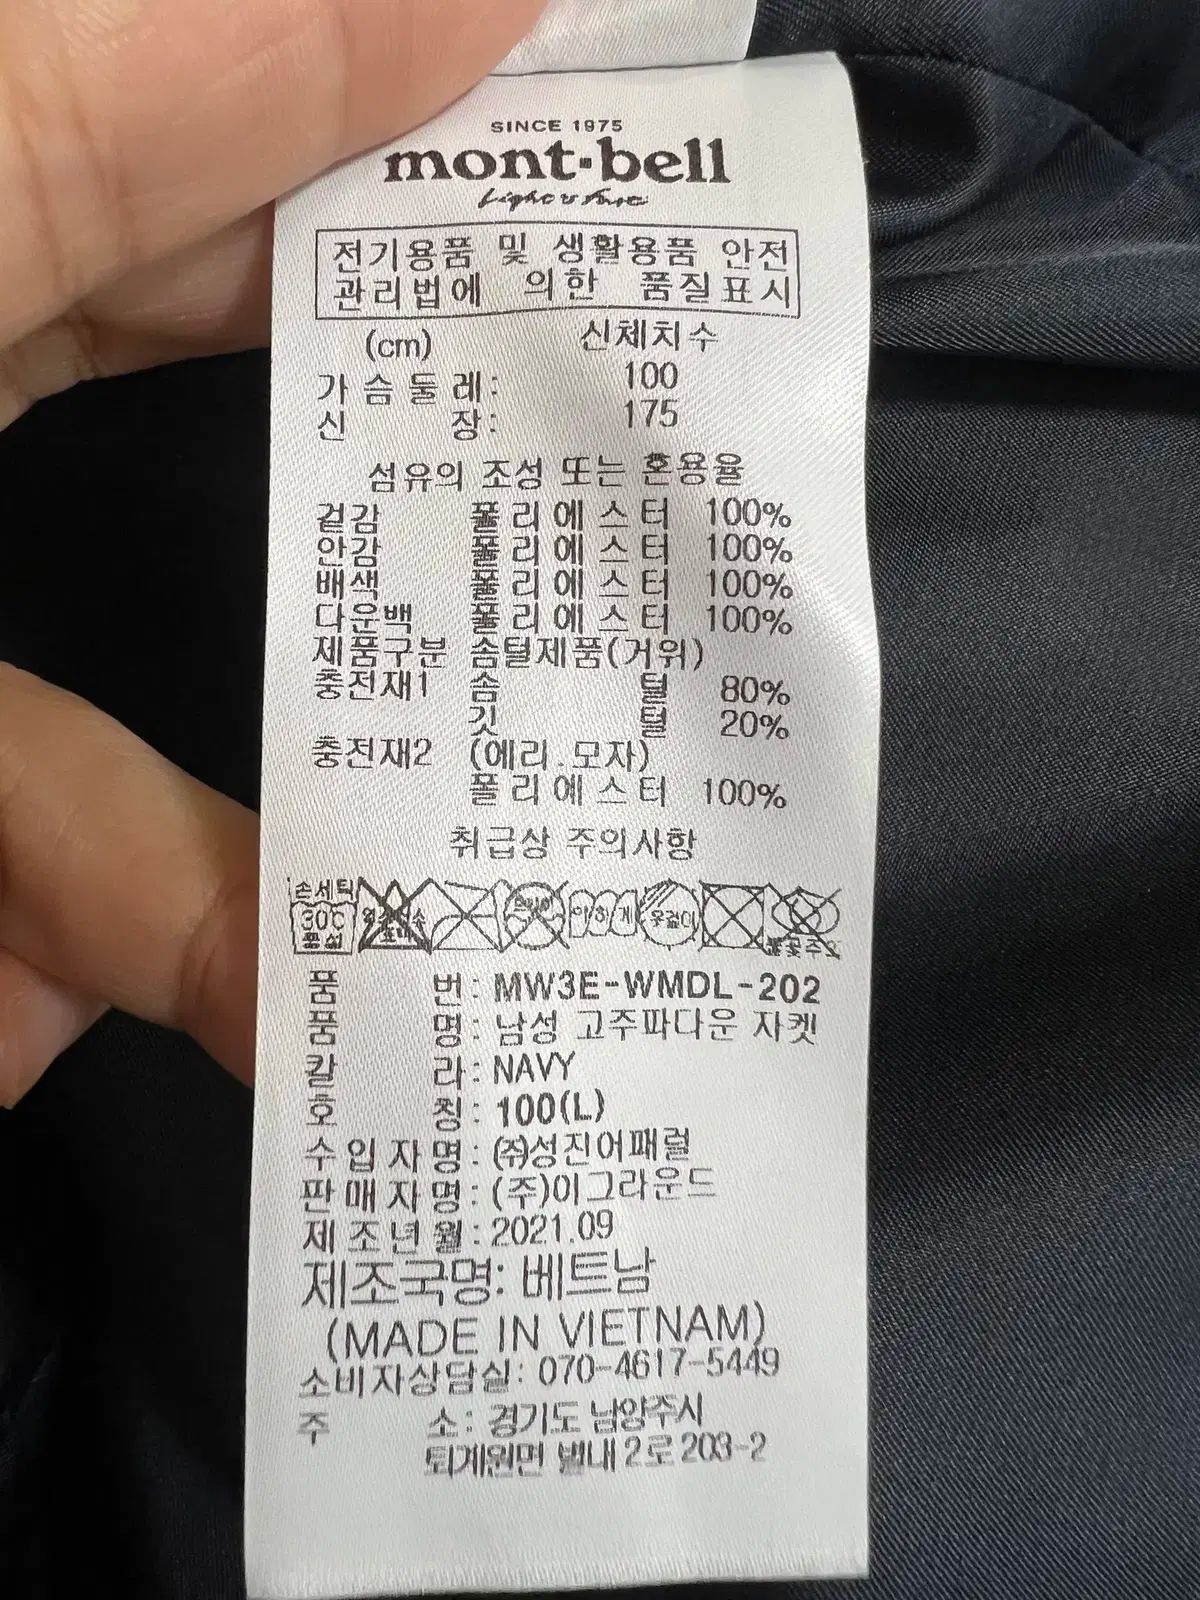 SINCE 1975
mont-bell
Light & Fast
전기용품 및 생활용품 안전
관리법에 의한 품질표시
(cm) 신체치수
가슴둘레: 100
신 장: 175
섬유의 조성 또는 혼용율
겉감 폴리에스터 100%
안감 폴리에스터 100%
배색 폴리에스터 100%
다운백 폴리에스터 100%
제품구분 솜털제품(거위)
충전재1 솜 털 80%
깃 털 20%
충전재2 (에리.모자)
폴리에스터 100%
취급상 주의사항
손세탁
30℃
중성
약하게
옷걸이
품 번: MW3E-WMDL-202
품 명: 남성 고주파다운 자켓
칼 라: NAVY
호 칭: 100(L)
수입자명: ㈜성진어패럴
판매자명: (주)이그라운드
제조년월: 2021.09
제조국명: 베트남
(MADE IN VIETNAM)
소비자상담실: 070-4617-5449
주 소: 경기도 남양주시
퇴계원면 별내2로 203-2